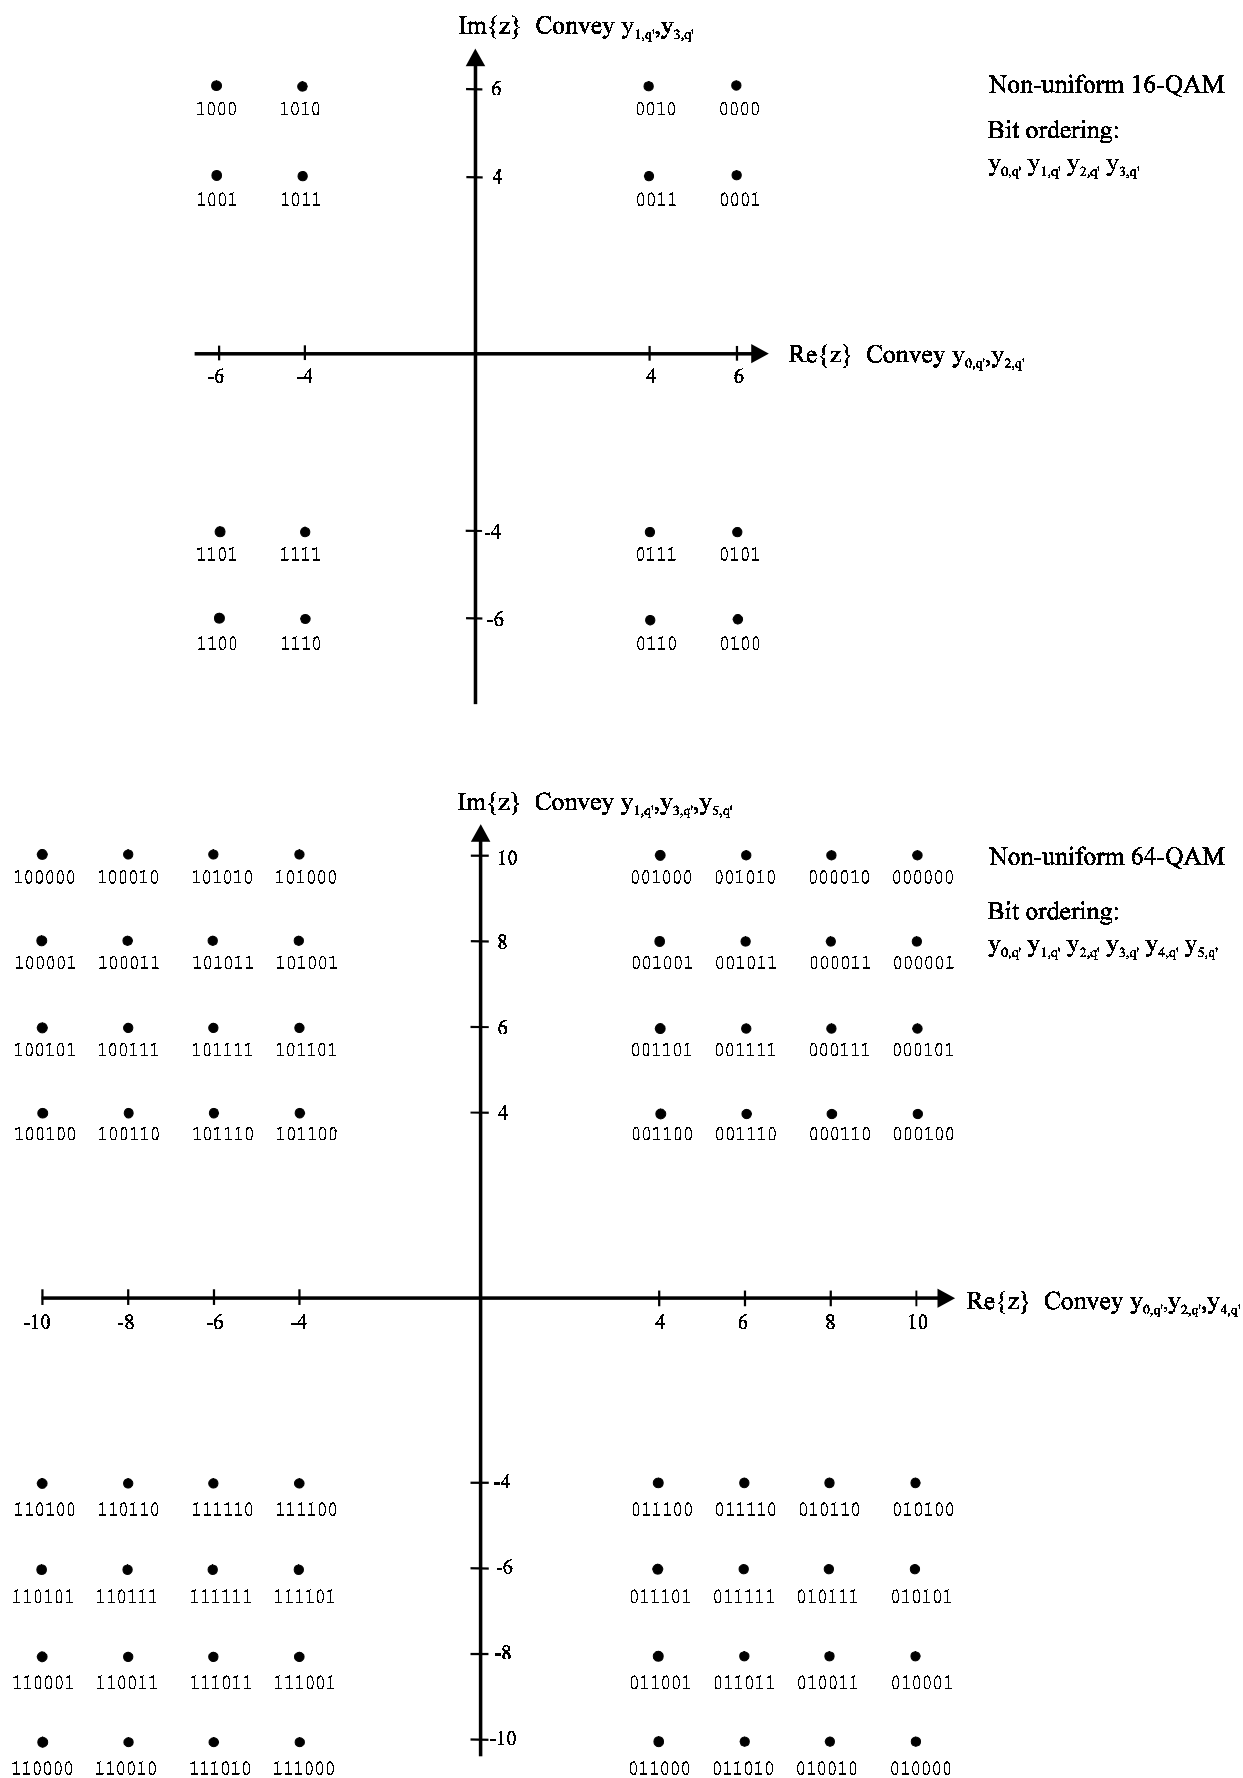 Im{z} Convey y1,q',y3,q'
6
Non-uniform 16-QAM
1000 1010 0010 0000
Bit ordering:
y0,q' y1,q' y2,q' y3,q'
4
1001 1011 0011 0001
Re{z} Convey y0,q',y2,q'
-6 -4 4 6
-4
1101 1111 0111 0101
-6
1100 1110 0110 0100
Im{z} Convey y1,q',y3,q',y5,q'
10
Non-uniform 64-QAM
100000 100010 101010 101000 001000 001010 000010 000000
Bit ordering:
8
y0,q' y1,q' y2,q' y3,q' y4,q' y5,q'
100001 100011 101011 101001 001001 001011 000011 000001
6
100101 100111 101111 101101 001101 001111 000111 000101
4
100100 100110 101110 101100 001100 001110 000110 000100
Re{z} Convey y0,q',y2,q',y4,q'
-10 -8 -6 -4 4 6 8 10
-4
110100 110110 111110 111100 011100 011110 010110 010100
-6
110101 110111 111111 111101 011101 011111 010111 010101
-8
110001 110011 111011 111001 011001 011011 010011 010001
-10
110000 110010 111010 111000 011000 011010 010010 010000